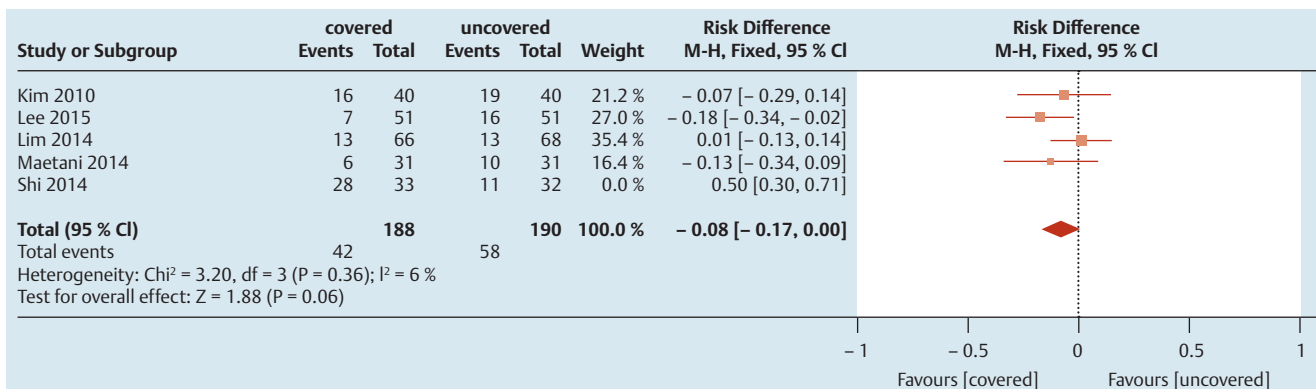 covered uncovered Risk Difference Risk Difference
Study or Subgroup Events Total Events Total Weight M-H, Fixed, 95 % Cl M-H, Fixed, 95 % Cl
Kim 2010 16 40 19 40 21.2 % – 0.07 [– 0.29, 0.14]
Lee 2015 7 51 16 51 27.0 % – 0.18 [– 0.34, – 0.02]
Lim 2014 13 66 13 68 35.4 % 0.01 [– 0.13, 0.14]
Maetani 2014 6 31 10 31 16.4 % – 0.13 [– 0.34, 0.09]
Shi 2014 28 33 11 32 0.0 % 0.50 [0.30, 0.71]
Total (95 % Cl) 188 190 100.0 % – 0.08 [– 0.17, 0.00]
Total events 42 58
Heterogeneity: Chi² = 3.20, df = 3 (P = 0.36); I² = 6 %
Test for overall effect: Z = 1.88 (P = 0.06)
– 1 – 0.5 0 0.5 1
Favours [covered] Favours [uncovered]